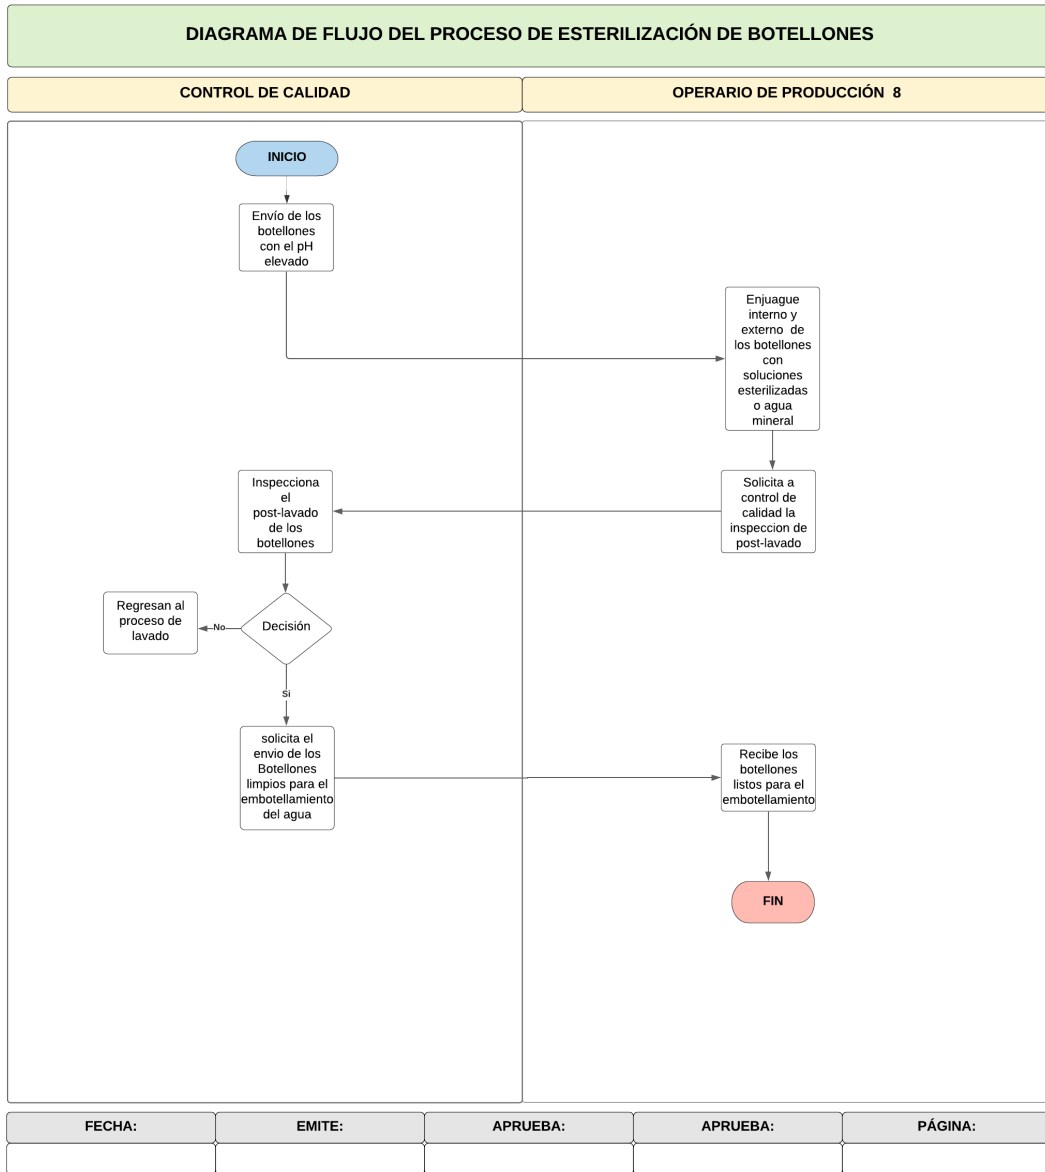 DIAGRAMA DE FLUJO DEL PROCESO DE ESTERILIZACIÓN DE BOTELLONES
CONTROL DE CALIDAD
OPERARIO DE PRODUCCIÓN  8
INICIO
Envío de los
botellones
con el pH
elevado
Enjuague
interno y
externo  de
los botellones
con
soluciones
esterilizadas
o agua
mineral
Solicita a
control de
calidad la
inspeccion de
post-lavado
Inspecciona
el
post-lavado
de los
botellones
Decisión
No
Regresan al
proceso de
lavado
Si
solicita el
envio de los
Botellones
limpios para el
embotellamiento
del agua
Recibe los
botellones
listos para el
embotellamiento
FIN
FECHA:
EMITE:
APRUEBA:
APRUEBA:
PÁGINA: